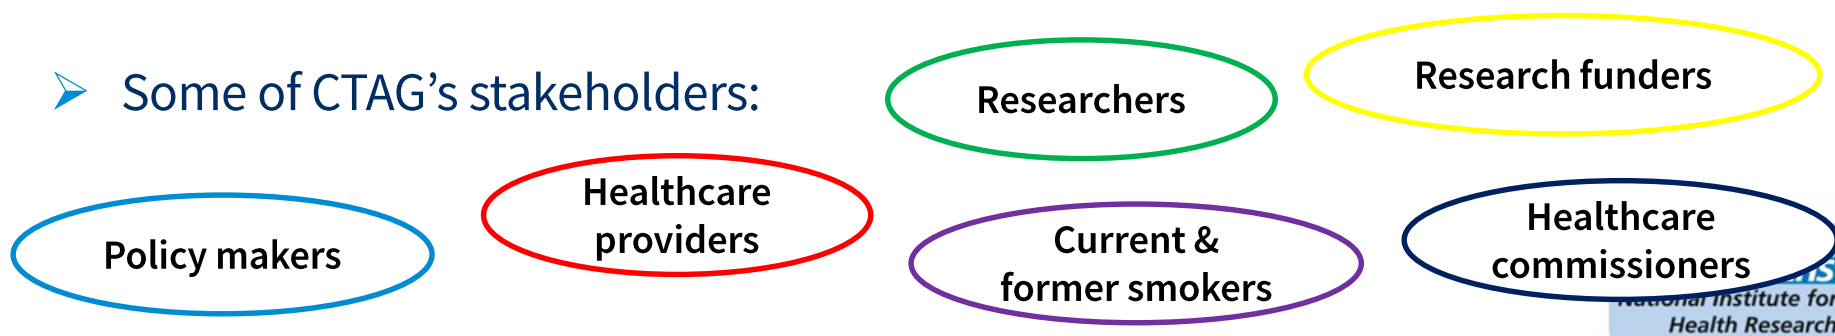 Some of CTAG's stakeholders:
Researchers
Research funders
Policy makers
Healthcare
providers
Current &
former smokers
Healthcare
commissioners
National Institute for
Health Research